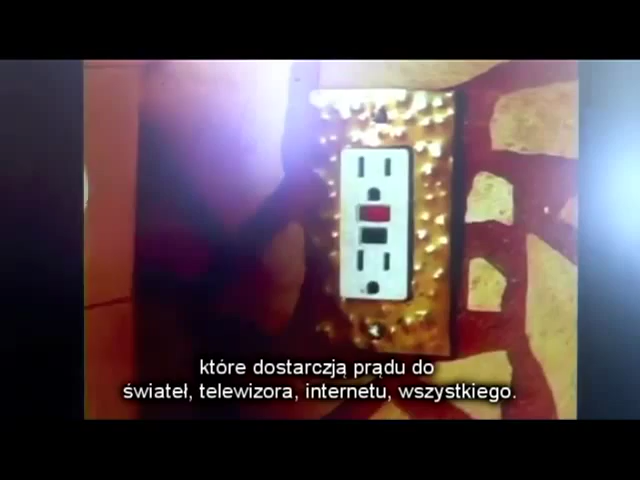 które dostarczją prądu do
świateł, telewizora, internetu, wszystkiego.